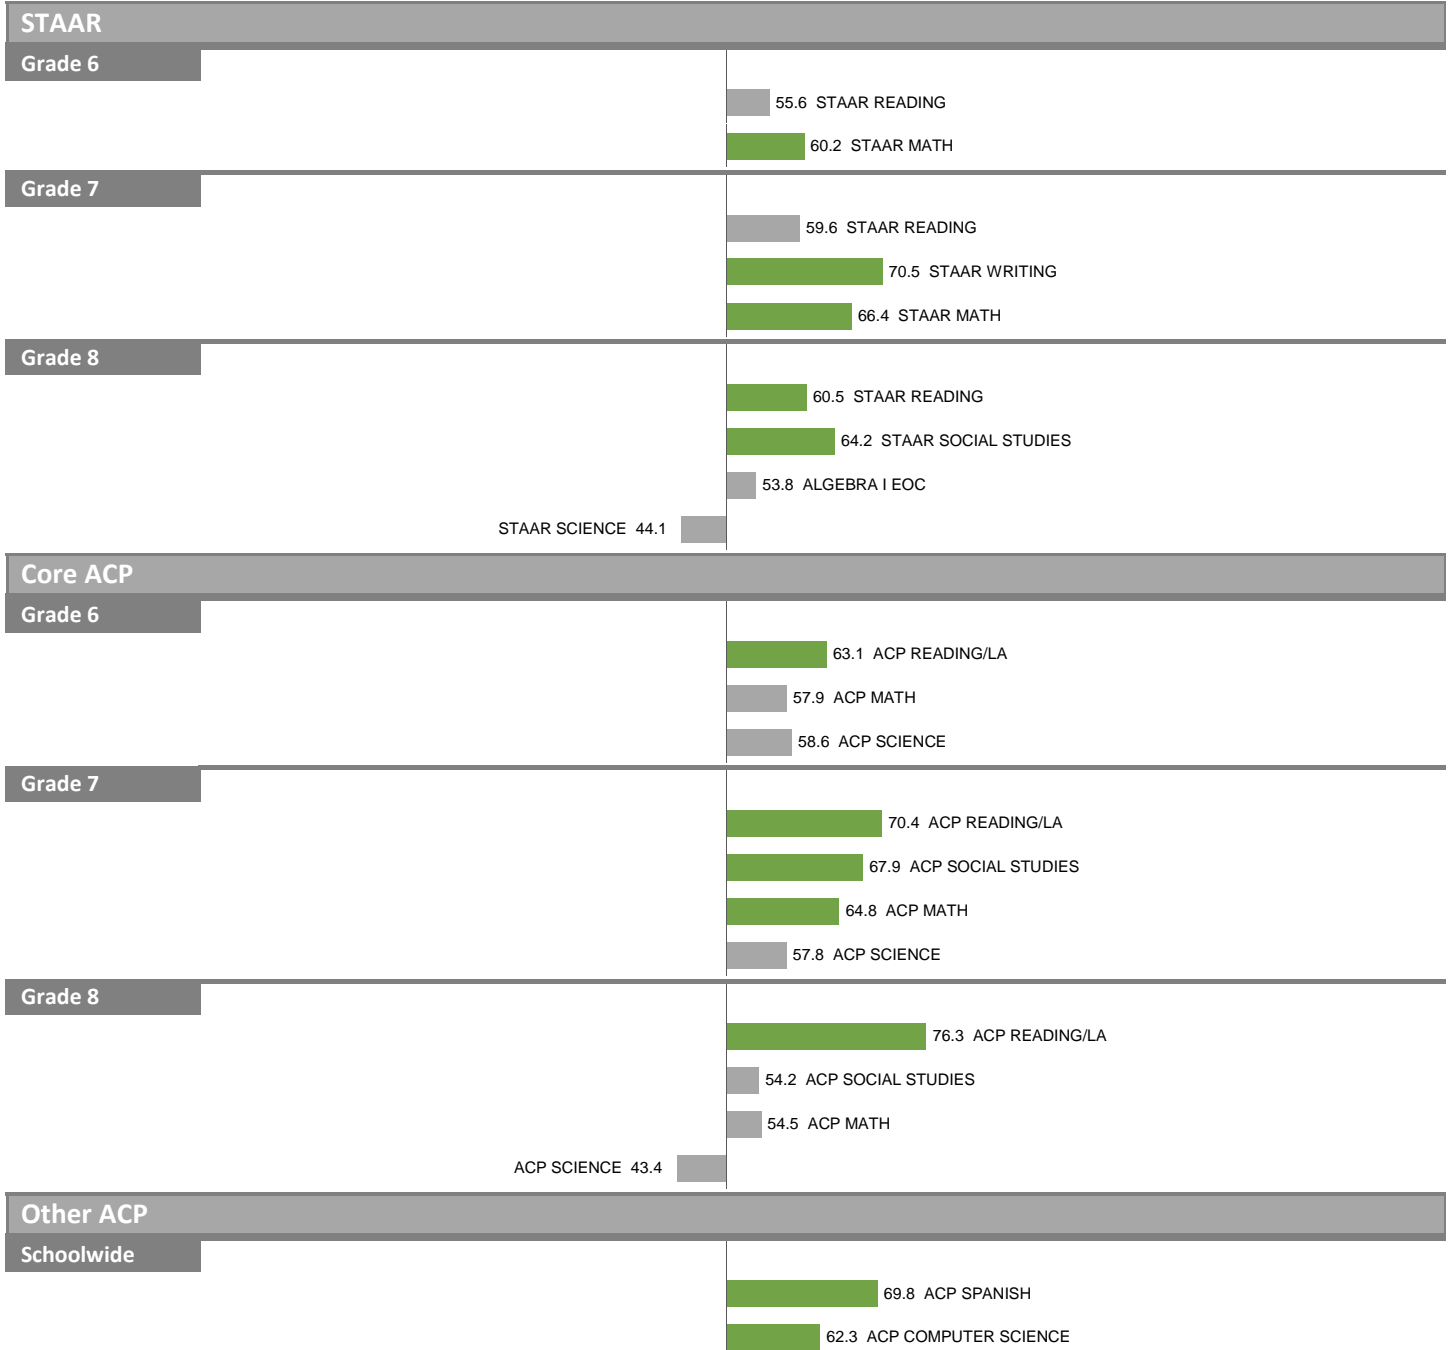 STAAR
Grade 6
55.6 STAAR READING
60.2 STAAR MATH
Grade 7
59.6 STAAR READING
70.5 STAAR WRITING
66.4 STAAR MATH
Grade 8
60.5 STAAR READING
64.2 STAAR SOCIAL STUDIES
53.8 ALGEBRA I EOC
STAAR SCIENCE 44.1
Core ACP
Grade 6
63.1 ACP READING/LA
57.9 ACP MATH
58.6 ACP SCIENCE
Grade 7
70.4 ACP READING/LA
67.9 ACP SOCIAL STUDIES
64.8 ACP MATH
57.8 ACP SCIENCE
Grade 8
76.3 ACP READING/LA
54.2 ACP SOCIAL STUDIES
54.5 ACP MATH
ACP SCIENCE 43.4
Other ACP
Schoolwide
69.8 ACP SPANISH
62.3 ACP COMPUTER SCIENCE